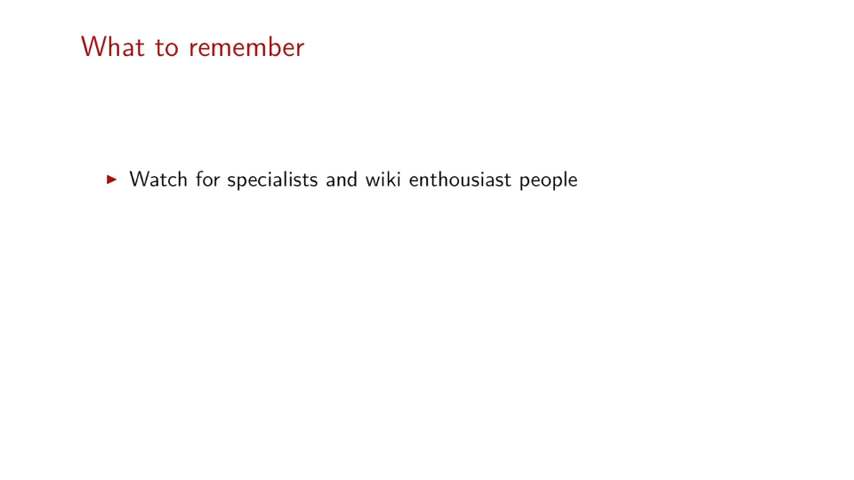 What to remember
Watch for specialists and wiki enthousiast people